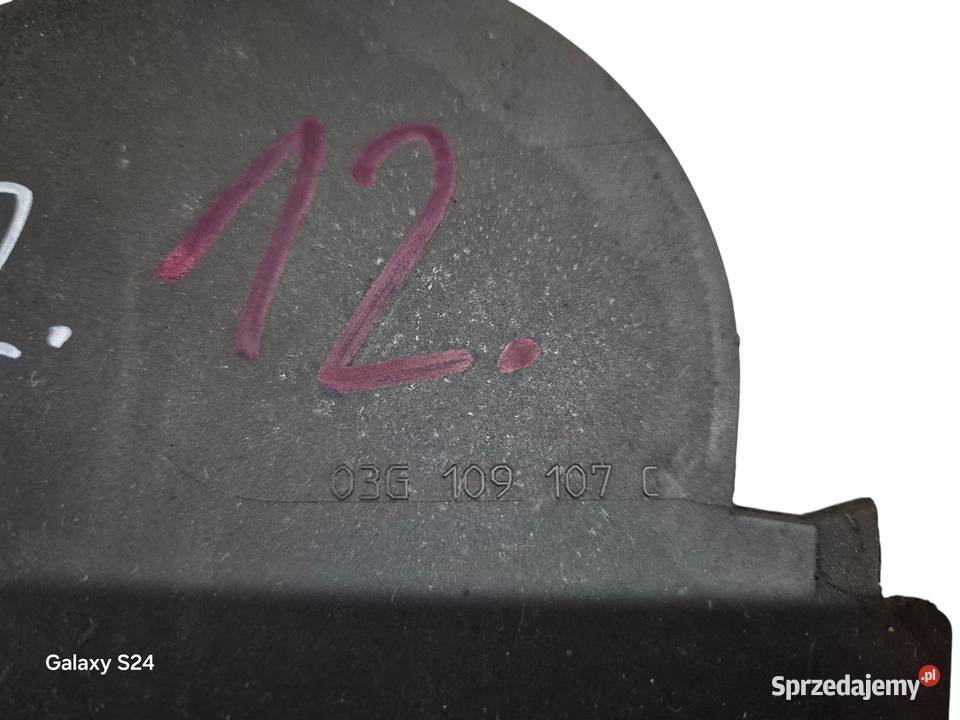 12.
03G 109 107 C
Galaxy S24
Sprzedajemy.pl